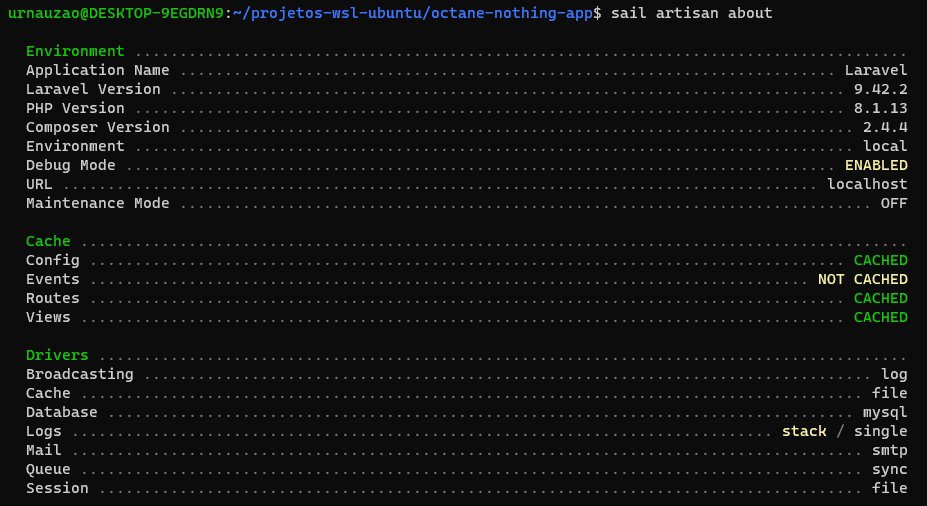 urnauzao@DESKTOP-9EGDRN9:~/projetos-wsl-ubuntu/octane-nothing-app$ sail artisan about
Environment ......................................................................................
Application Name ......................................................................... Laravel
Laravel Version ........................................................................... 9.42.2
PHP Version ............................................................................... 8.1.13
Composer Version ........................................................................... 2.4.4
Environment ................................................................................ local
Debug Mode ............................................................................... ENABLED
URL .................................................................................... localhost
Maintenance Mode ............................................................................. OFF
Cache ............................................................................................
Config .................................................................................... CACHED
Events ................................................................................ NOT CACHED
Routes .................................................................................... CACHED
Views ..................................................................................... CACHED
Drivers ..........................................................................................
Broadcasting ................................................................................. log
Cache ....................................................................................... file
Database ................................................................................... mysql
Logs .............................................................................. stack / single
Mail ........................................................................................ smtp
Queue ....................................................................................... sync
Session ..................................................................................... file